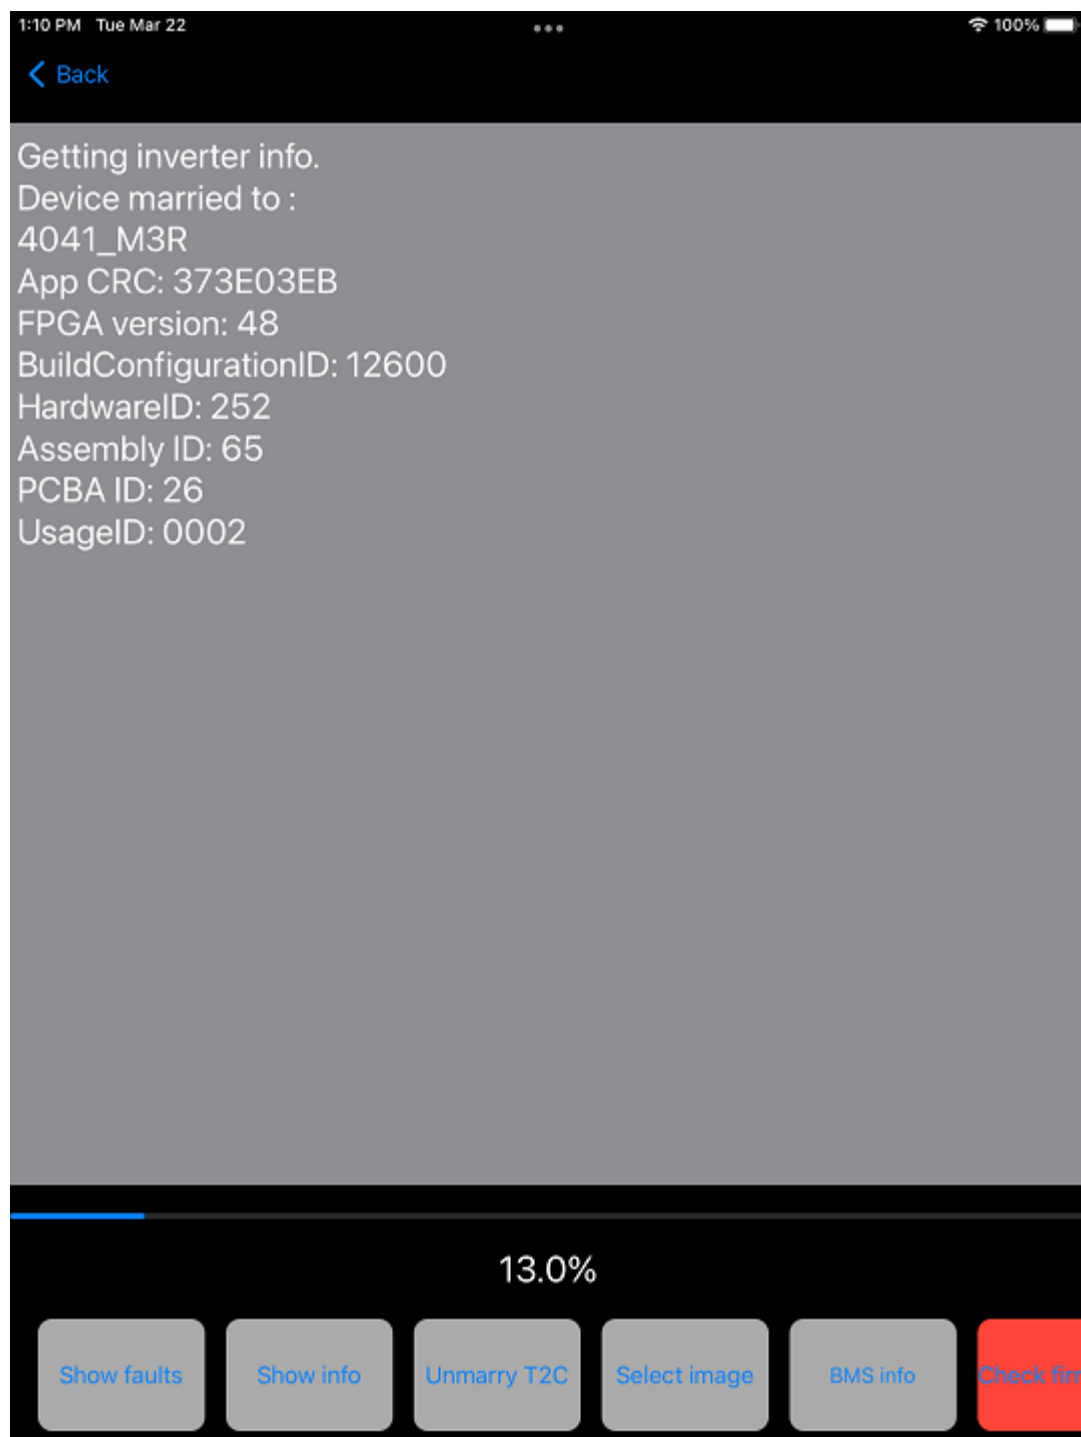 1:10 PM Tue Mar 22
100%
Back
Getting inverter info.
Device married to :
4041_M3R
App CRC: 373E03EB
FPGA version: 48
BuildConfigurationID: 12600
HardwareID: 252
Assembly ID: 65
PCBA ID: 26
UsageID: 0002
13.0%
Show faults
Show info
Unmarry T2C
Select image
BMS info
Check